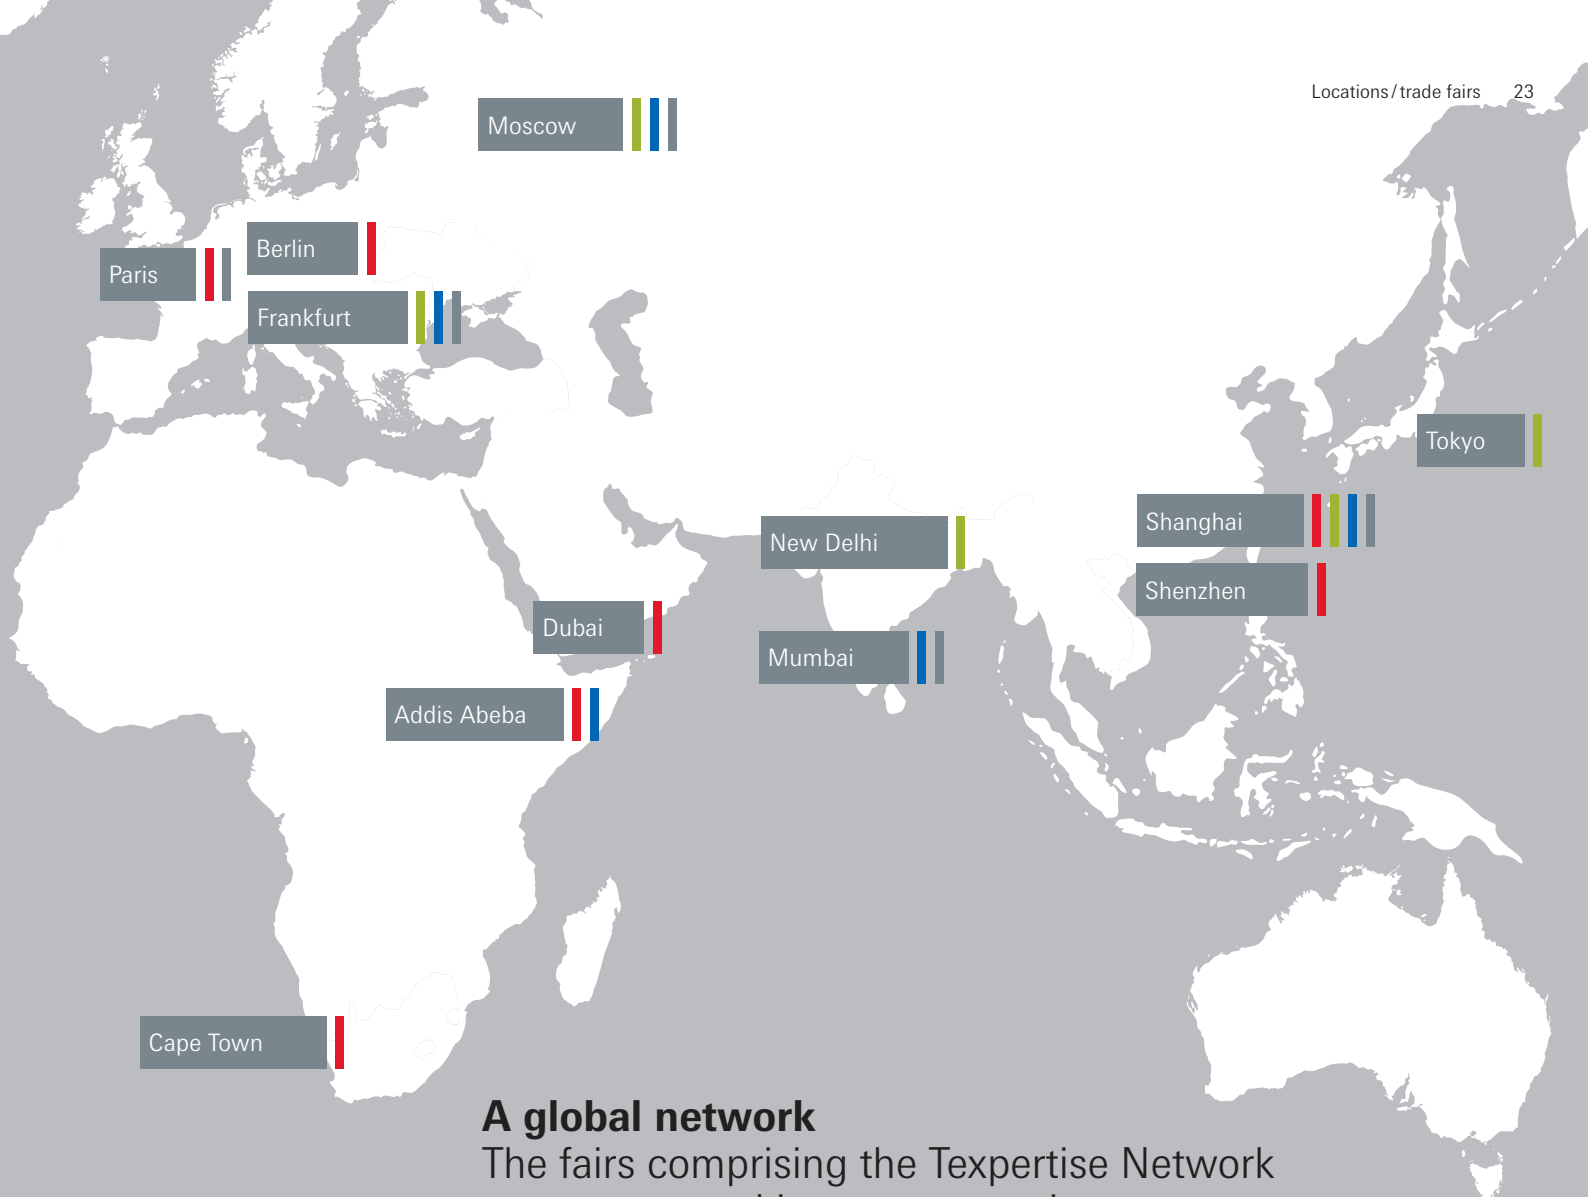 Locations/trade fairs 23
Moscow
Berlin
Paris
Frankfurt
Tokyo
Shanghai
New Delhi
Shenzhen
Dubai
Mumbai
Addis Abeba
Cape Town
A global network
The fairs comprising the Texpertise Network